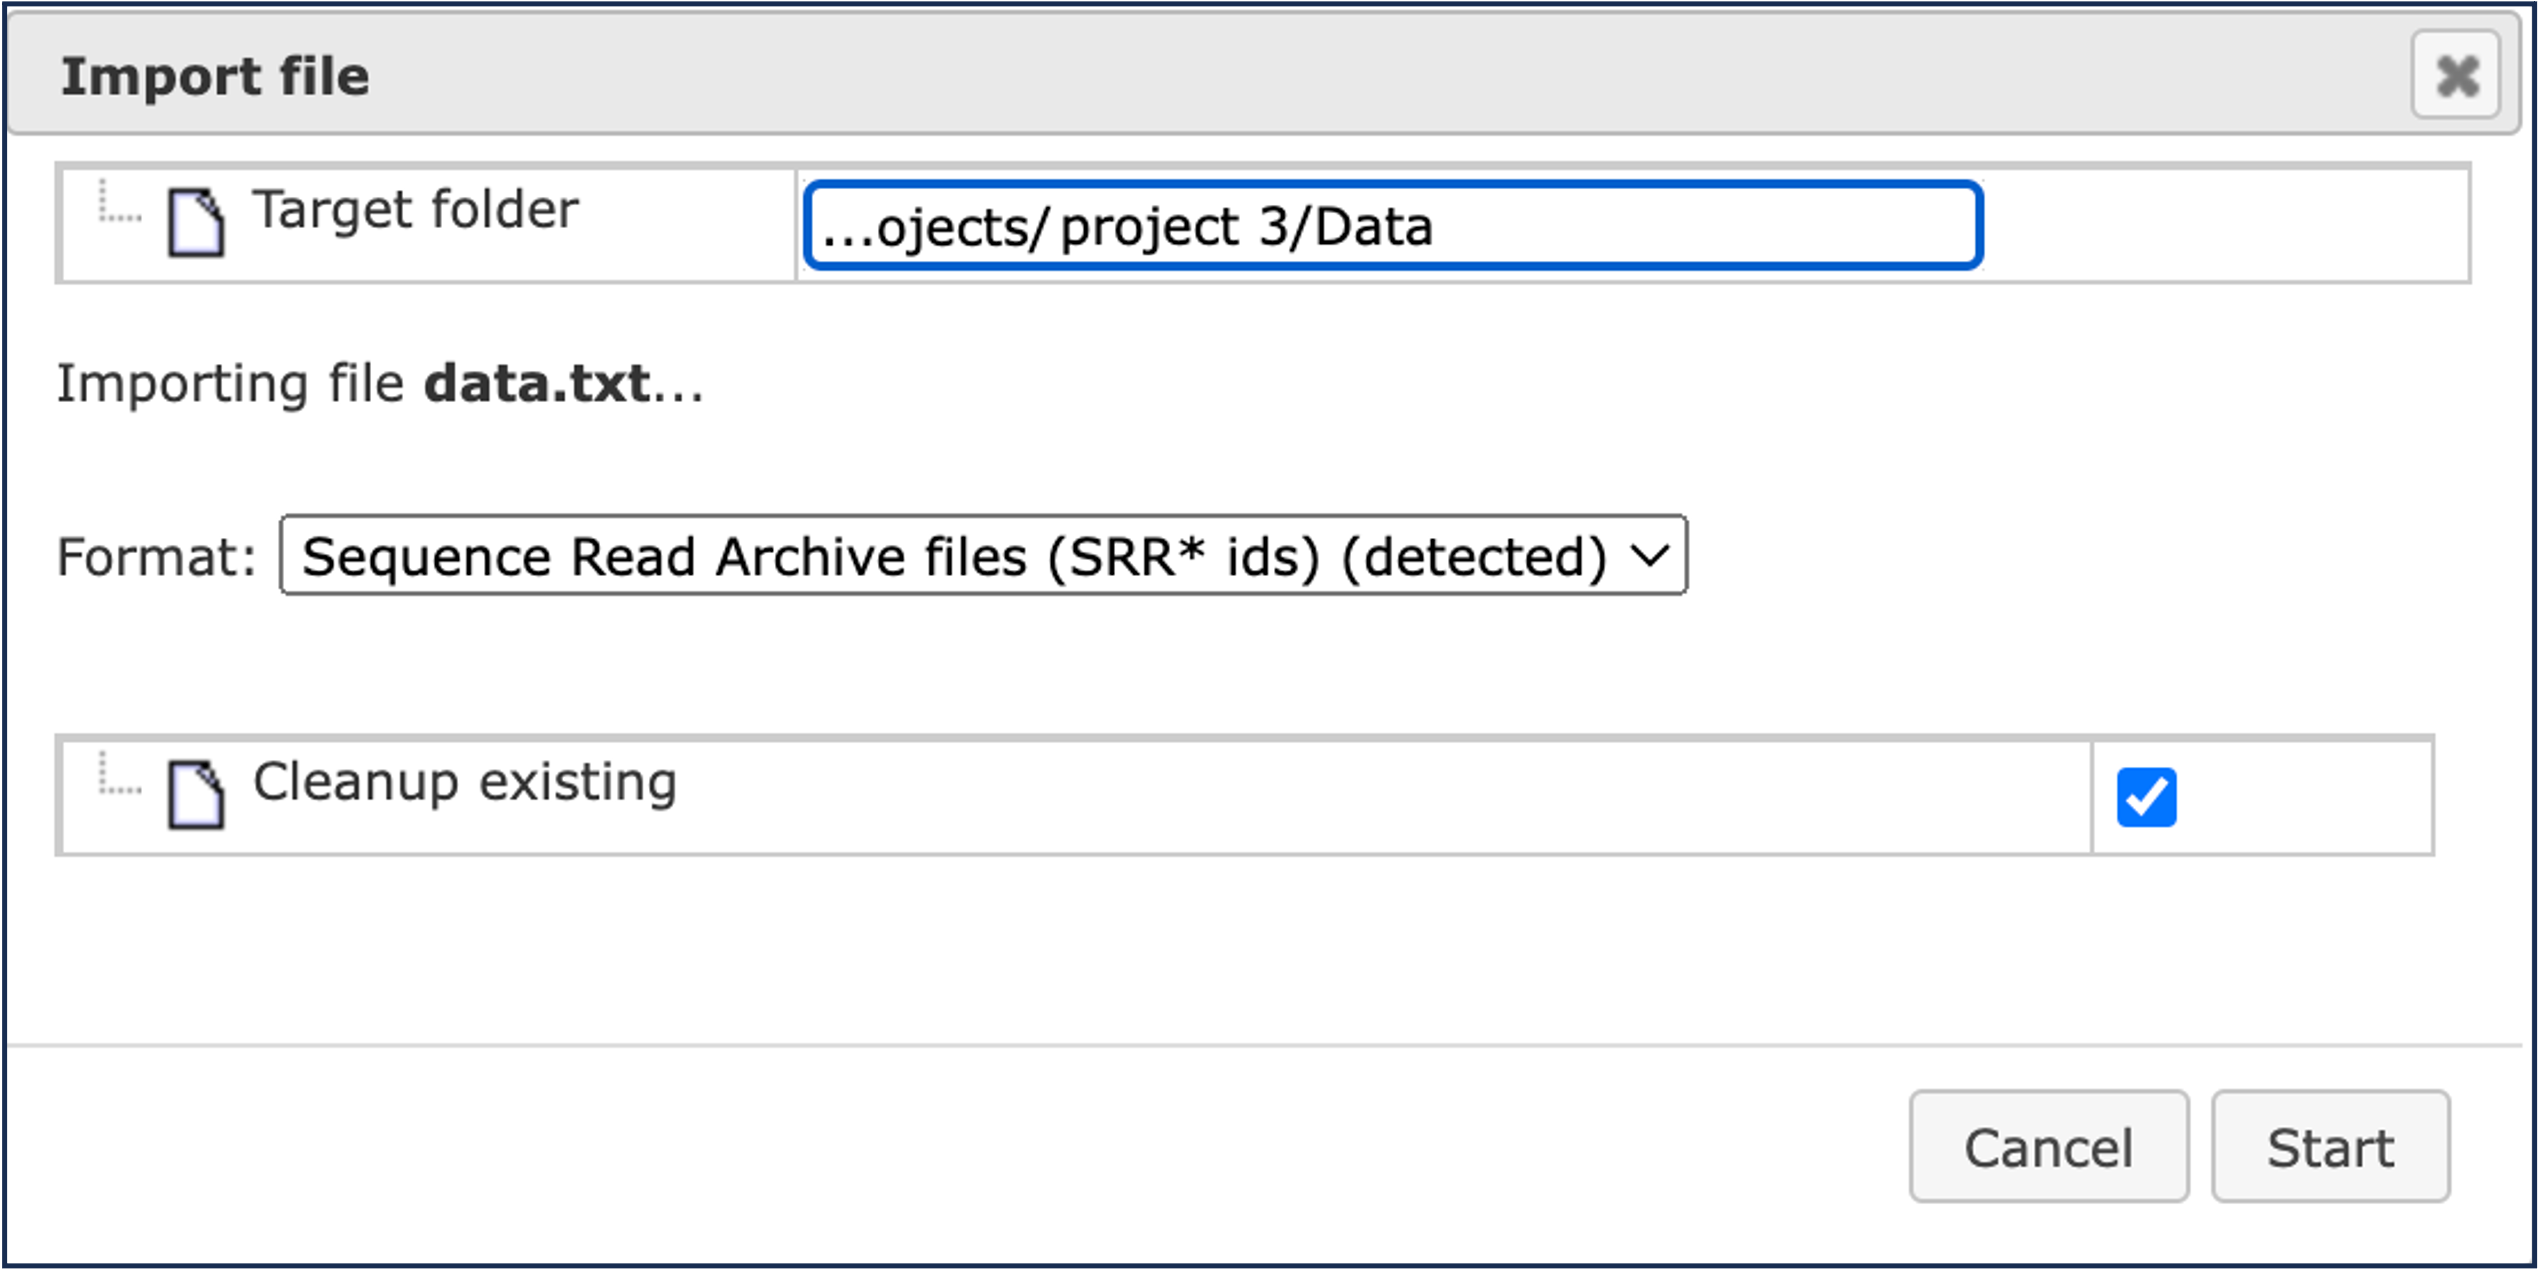 Import file
Target folder
...ojects/project 3/Data
Importing file data.txt...
Format: Sequence Read Archive files (SRR* ids) (detected)
Cleanup existing
Cancel
Start